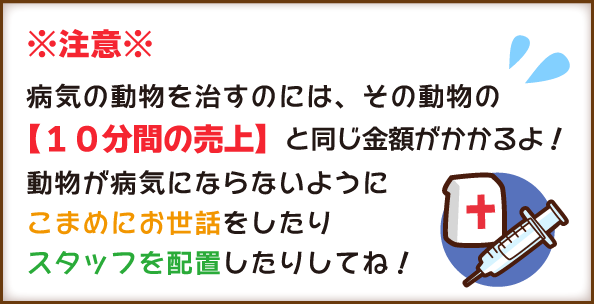 ※注意※
病気の動物を治すのには、その動物の
【１０分間の売上】と同じ金額がかかるよ！
動物が病気にならないように
こまめにお世話をしたり
スタッフを配置したりしてね！